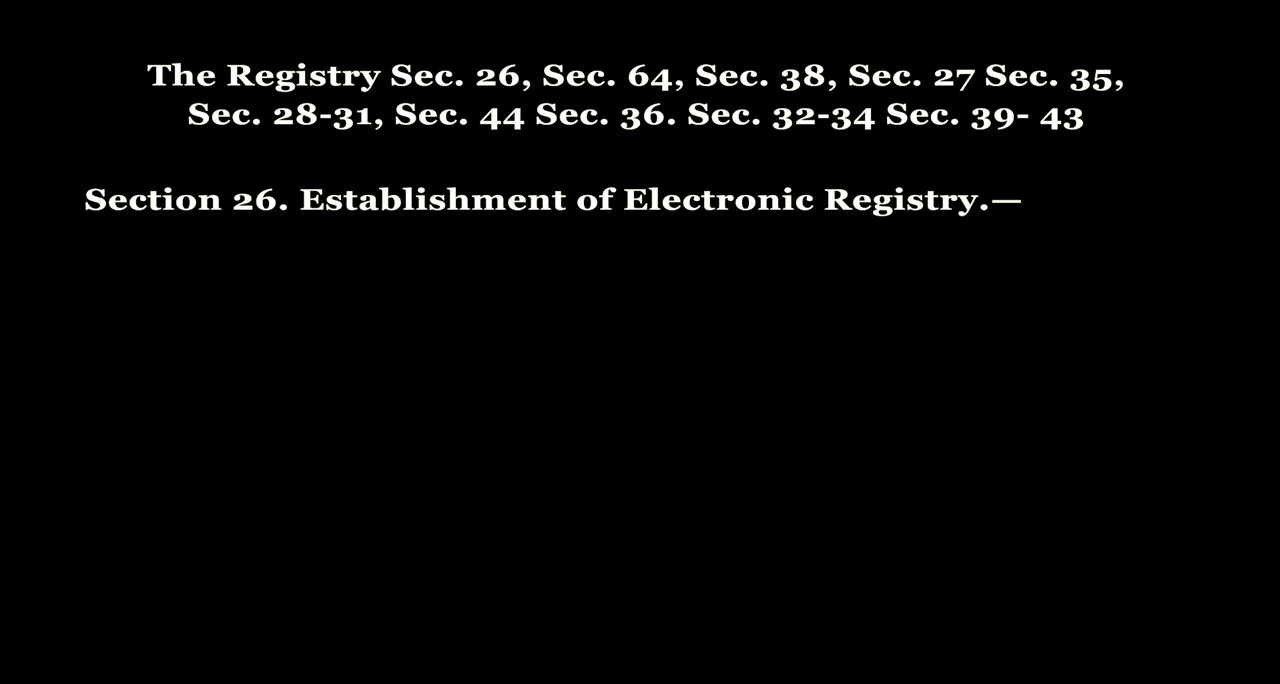 The Registry Sec. 26, Sec. 64, Sec. 38, Sec. 27 Sec. 35,
Sec. 28-31, Sec. 44 Sec. 36. Sec. 32-34 Sec. 39- 43
Section 26. Establishment of Electronic Registry.—